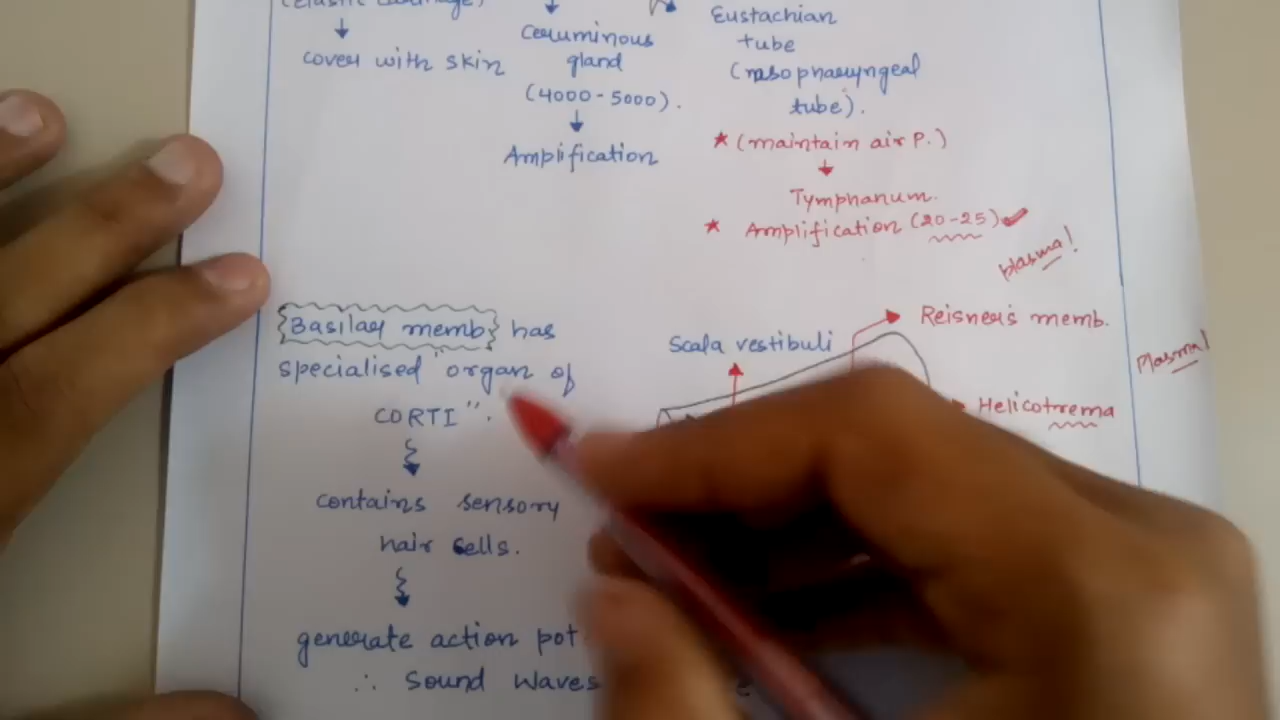 cover with skin
Ceruminous
gland
(4000-5000).
Amplification
Eustachian
tube
(nasopharyngeal
tube).
★ (maintain air P.)
Tymphanum.
★ Amplification (20-25) ✔
plasma!
Basilar memb. has
specialised "organ of
CORTI".
contains sensory
hair cells.
generate action pot
∴ Sound Waves
Scala vestibuli
Reisner's memb.
Plasma!
Helicotrema